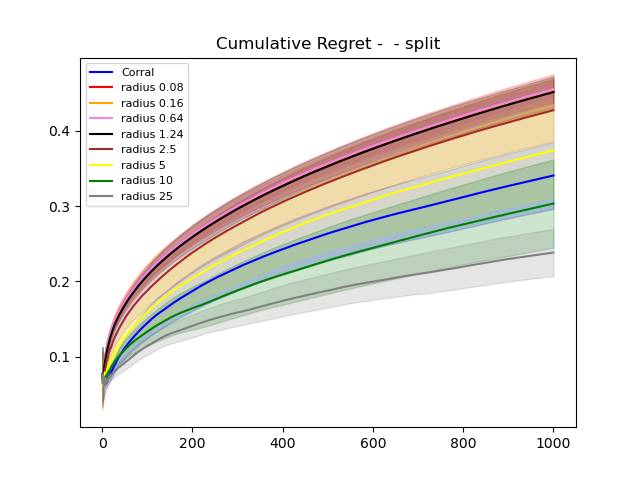 Cumulative Regret -  - split
Corral
radius 0.08
radius 0.16
radius 0.64
radius 1.24
radius 2.5
radius 5
radius 10
radius 25
0.4
0.3
0.2
0.1
0 200 400 600 800 1000